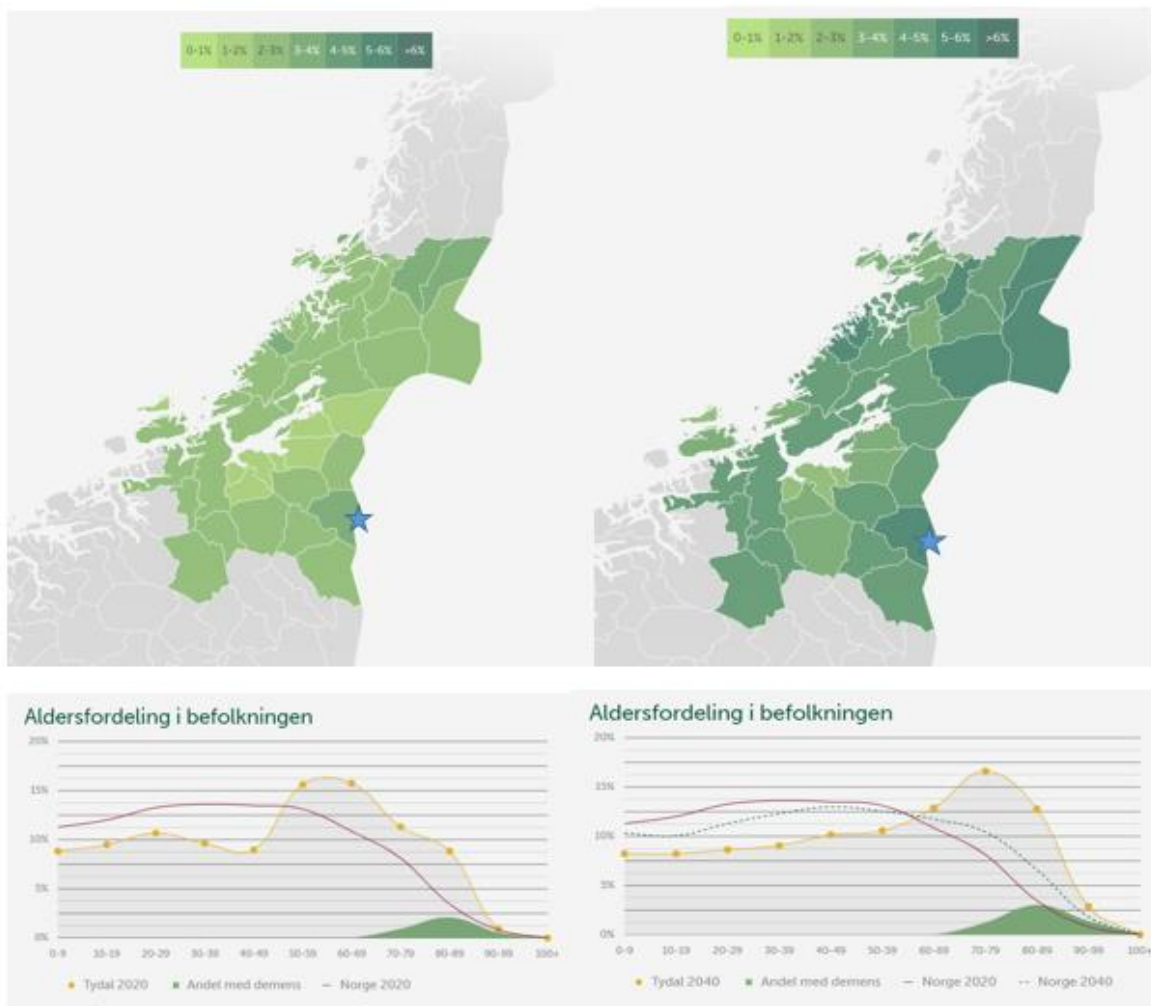 0-1% 1-2% 2-3% 3-4% 4-5% 5-6% >6%
0-1% 1-2% 2-3% 3-4% 4-5% 5-6% >6%
Aldersfordeling i befolkningen
20%
15%
10%
5%
0%
0-9 10-19 20-29 30-39 40-49 50-59 60-69 70-79 80-89 90-99 100+
Tydal 2020 Andel med demens Norge 2020
Aldersfordeling i befolkningen
20%
15%
10%
5%
0%
0-9 10-19 20-29 30-39 40-49 50-59 60-69 70-79 80-89 90-99 100+
Tydal 2040 Andel med demens Norge 2020 Norge 2040